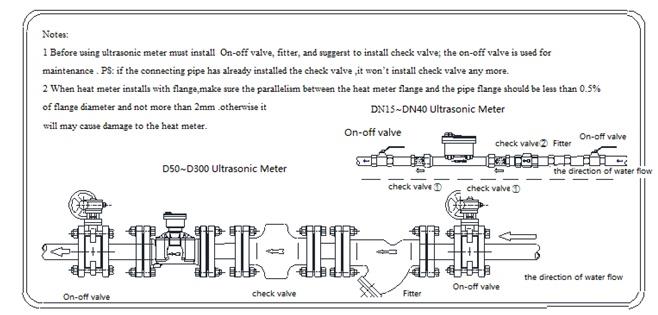 Notes:
1 Before using ultrasonic meter must install On-off valve, fitter, and suggerst to install check valve; the on-off valve is used for
maintenance . PS: if the connecting pipe has already installed the check valve ,it won't install check valve any more.
2 When heat meter installs with flange,make sure the parallelism between the heat meter flange and the pipe flange should be less than 0.5%
of flange diameter and not more than 2mm .otherwise it
will may cause damage to the heat meter.
DN15~DN40 Ultrasonic Meter
On-off valve
check valve② Fitter
On-off valve
the direction of water flow
check valve①
check valve①
D50~D300 Ultrasonic Meter
the direction of water flow
On-off valve
check valve
Fitter
On-off valve